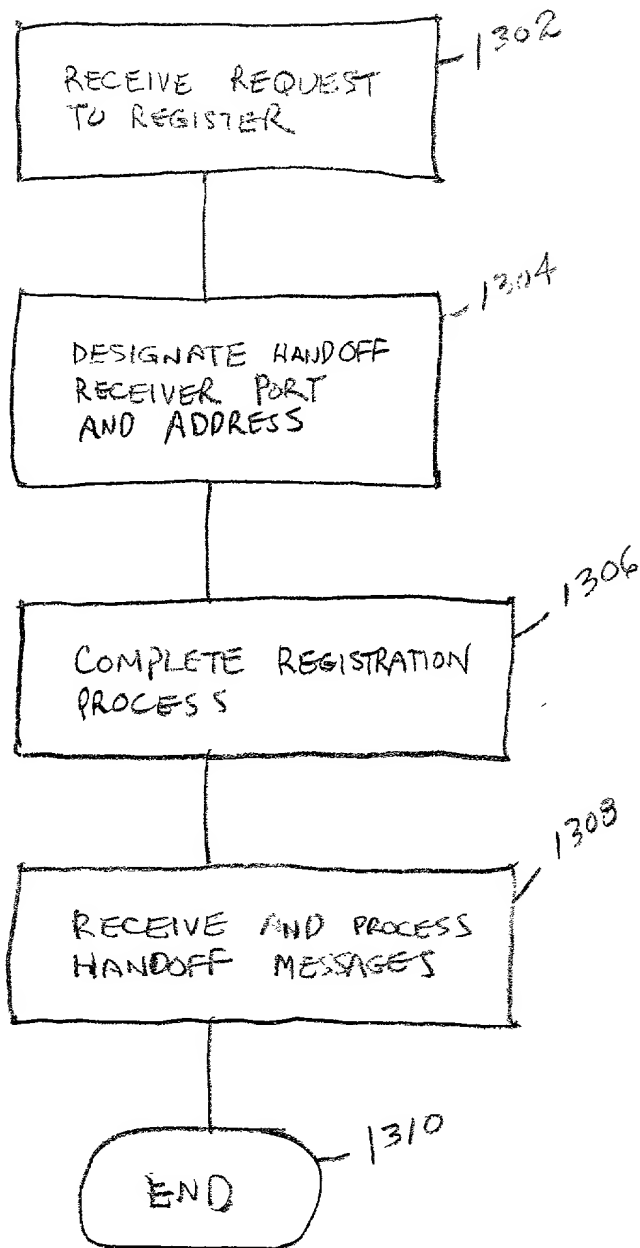 1302
RECEIVE REQUEST
TO REGISTER
1304
DESIGNATE HANDOFF
RECEIVER PORT
AND ADDRESS
1306
COMPLETE REGISTRATION
PROCESS
1308
RECEIVE AND PROCESS
HANDOFF MESSAGES
1310
END